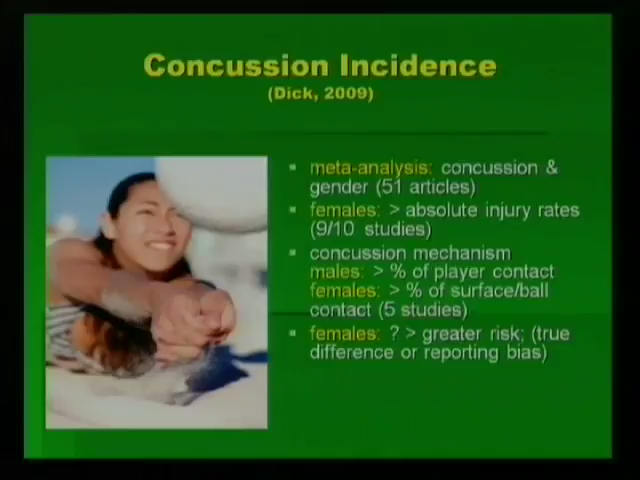 Concussion Incidence
(Dick, 2009)
meta-analysis: concussion &
gender (51 articles)
females: > absolute injury rates
(9/10 studies)
concussion mechanism
males: > % of player contact
females: > % of surface/ball
contact (5 studies)
females: ? > greater risk; (true
difference or reporting bias)